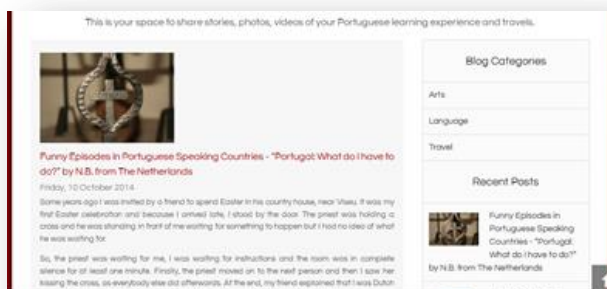 This is your space to share stories, photos, videos of your Portuguese learning experience and travels.
Funny Episodes in Portuguese Speaking Countries - "Portugal: What do I have to
do?" by N.B. from The Netherlands
Friday, 10 October 2014
Some years ago I was invited by a friend to spend Easter in his country house, near Viseu. It was my
first Easter celebration and because I arrived late, I stood by the door. The priest was holding a
cross and he was standing in front of me waiting for something to happen but I had no idea of what
he was waiting for.
So, the priest was waiting for me, I was waiting for instructions and the room was in complete
silence for at least one minute. Finally, the priest moved on to the next person and then I saw her
kissing the cross, as everybody else did afterwards. At the end, my friend explained that I was Dutch
Blog Categories
Arts
Language
Travel
Recent Posts
Funny Episodes in
Portuguese Speaking
Countries - "Portugal:
What do I have to do?"
by N.B. from The Netherlands